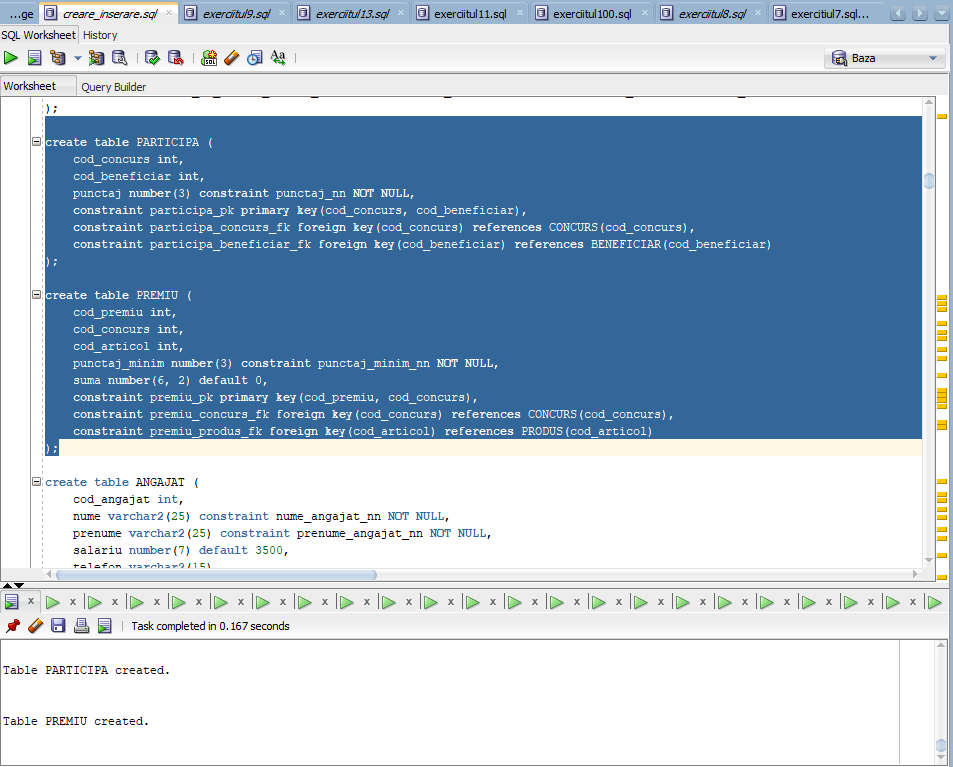 ...ge creare_inserare.sql exerciitul9.sql exerciitul13.sql exerciitul11.sql exerciitul100.sql exerciitul8.sql exercitiul7.sql...
SQL Worksheet History
Aa
Baza
Worksheet Query Builder
);
create table PARTICIPA (
cod_concurs int,
cod_beneficiar int,
punctaj number(3) constraint punctaj_nn NOT NULL,
constraint participa_pk primary key(cod_concurs, cod_beneficiar),
constraint participa_concurs_fk foreign key(cod_concurs) references CONCURS(cod_concurs),
constraint participa_beneficiar_fk foreign key(cod_beneficiar) references BENEFICIAR(cod_beneficiar)
);
create table PREMIU (
cod_premiu int,
cod_concurs int,
cod_articol int,
punctaj_minim number(3) constraint punctaj_minim_nn NOT NULL,
suma number(6, 2) default 0,
constraint premiu_pk primary key(cod_premiu, cod_concurs),
constraint premiu_concurs_fk foreign key(cod_concurs) references CONCURS(cod_concurs),
constraint premiu_produs_fk foreign key(cod_articol) references PRODUS(cod_articol)
);
create table ANGAJAT (
cod_angajat int,
nume varchar2(25) constraint nume_angajat_nn NOT NULL,
prenume varchar2(25) constraint prenume_angajat_nn NOT NULL,
salariu number(7) default 3500,
telefon varchar2(15)
Task completed in 0.167 seconds
Table PARTICIPA created.
Table PREMIU created.